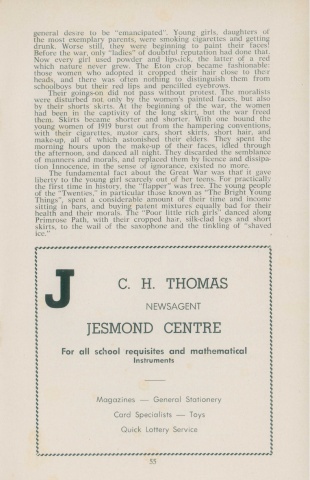 general desire to be "emancipated". Young girls, daughters of
the most exemplary parents, were smoking cigarettes and getting
drunk. Worse still, they were beginning to paint their faces!
Before the war, only "ladies" of doubtful reputation had done that.
Now every girl used powder and lipstick, the latter of a red
which nature never grew. The Eton crop became fashionable:
those women who adopted it cropped their hair close to their
heads, and there was often nothing to distinguish them from
schoolboys but their red lips and pencilled eyebrows.
Their goings-on did not pass without protest. The moralists
were disturbed not only by the women's painted faces, but also
by their shorts skirts. At the beginning of the war, the women
had been in the captivity of the long skirt, but the war freed
them. Skirts became shorter and shorter. With one bound the
young women of 1919 burst out from the hampering conventions
with their cigarettes, motor cars, short skirts, short hair, and
make-up, all of which astonished their elders. They spent the
morning hours upon the make-up of their faces, idled through
the afternoon, and danced all night. They discarded the semblance
of manners and morals, and replaced them by licence and dissipa-
tion Innocence, in the sense of ignorance, existed no more.
The fundamental fact about the Great War was that it gave
liberty to the young girl scarcely out of her teens. For practically
the first time in history, the "flapper" was free. The young people
of the "Twenties", in particular those known as "The Bright Young
Things", spent a considerable amount of their time and income
sitting in bars, and buying patent mixtures equally bad for their
health and their morals. The "Poor little rich girls" danced along
Primrose Path, with their cropped hair, silk-clad legs and short
skirts, to the wail of the saxophone and the tinkling of "shaved
ice."
J
C. H. THOMAS
NEWSAGENT
JESMOND CENTRE
For all school requisites and mathematical
Instruments
Magazines — General Stationery
Card Specialists — Toys
Quick Lottery Service
55